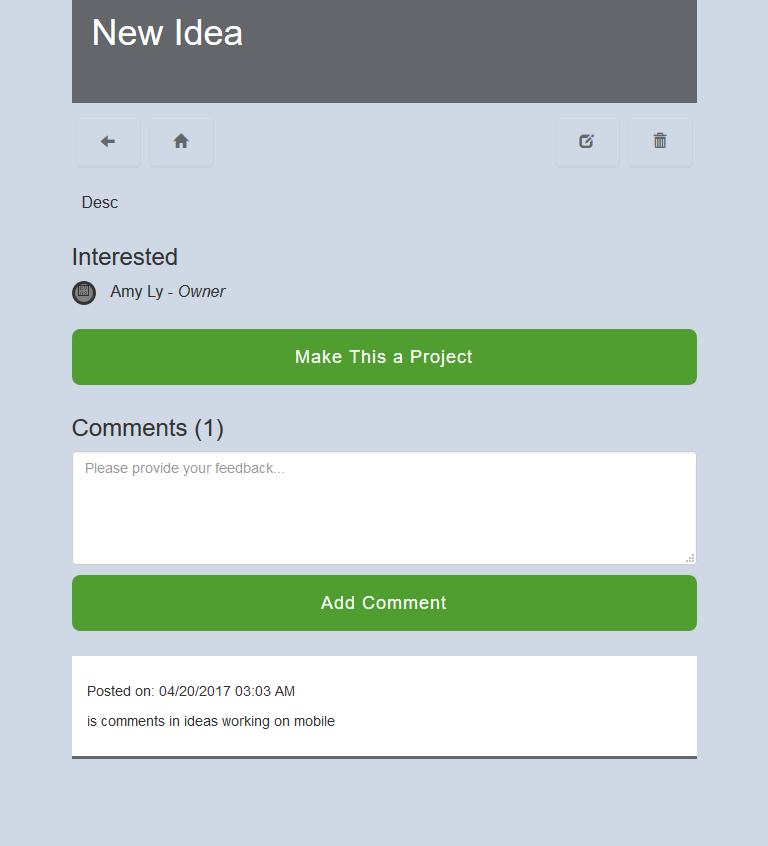 New Idea
Desc
Interested
Amy Ly - Owner
Make This a Project
Comments (1)
Please provide your feedback...
Add Comment
Posted on: 04/20/2017 03:03 AM
is comments in ideas working on mobile